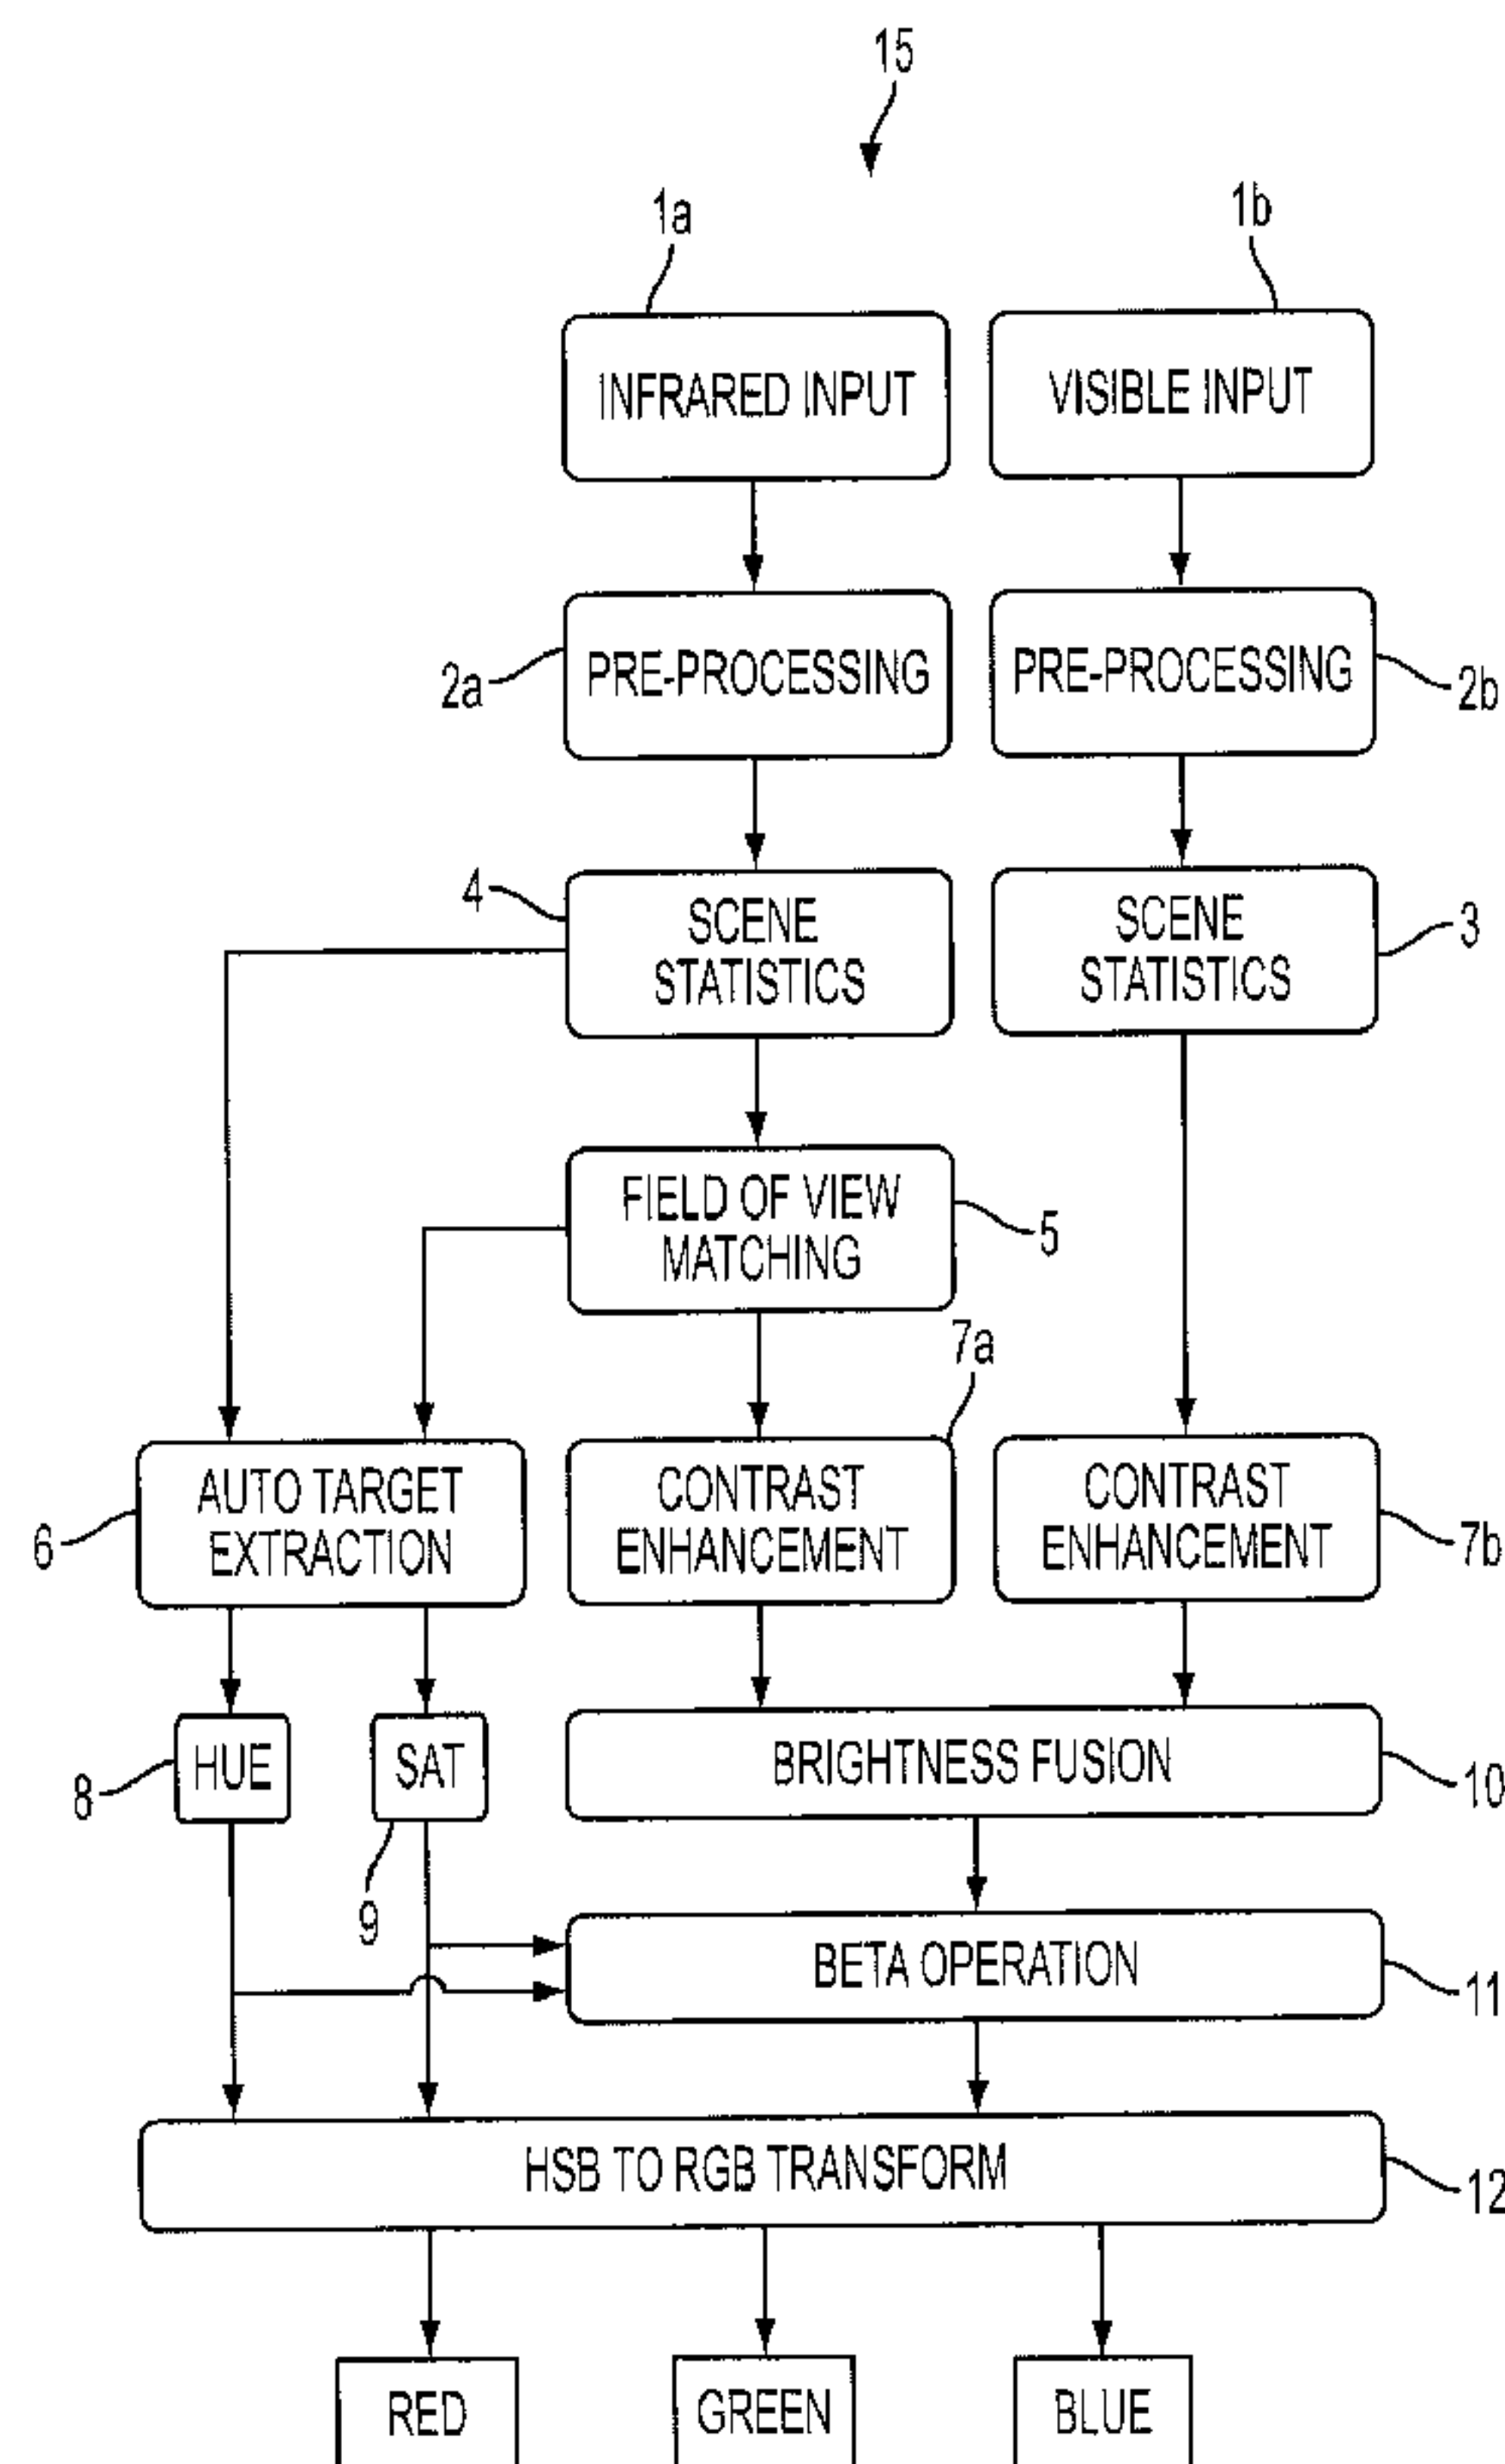 15
1a
1b
INFRARED INPUT
VISIBLE INPUT
2a
PRE-PROCESSING
PRE-PROCESSING
2b
4
SCENE
STATISTICS
SCENE
STATISTICS
3
FIELD OF VIEW
MATCHING
5
7a
6
AUTO TARGET
EXTRACTION
CONTRAST
ENHANCEMENT
CONTRAST
ENHANCEMENT
7b
8
HUE
SAT
9
BRIGHTNESS FUSION
10
BETA OPERATION
11
HSB TO RGB TRANSFORM
12
RED
GREEN
BLUE